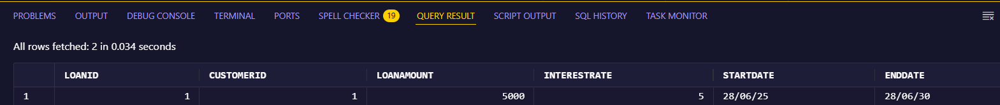 PROBLEMS OUTPUT DEBUG CONSOLE TERMINAL PORTS SPELL CHECKER 19 QUERY RESULT SCRIPT OUTPUT SQL HISTORY TASK MONITOR
All rows fetched: 2 in 0.034 seconds
LOANID CUSTOMERID LOANAMOUNT INTERESTRATE STARTDATE ENDDATE
1 1 1 5000 5 28/06/25 28/06/30